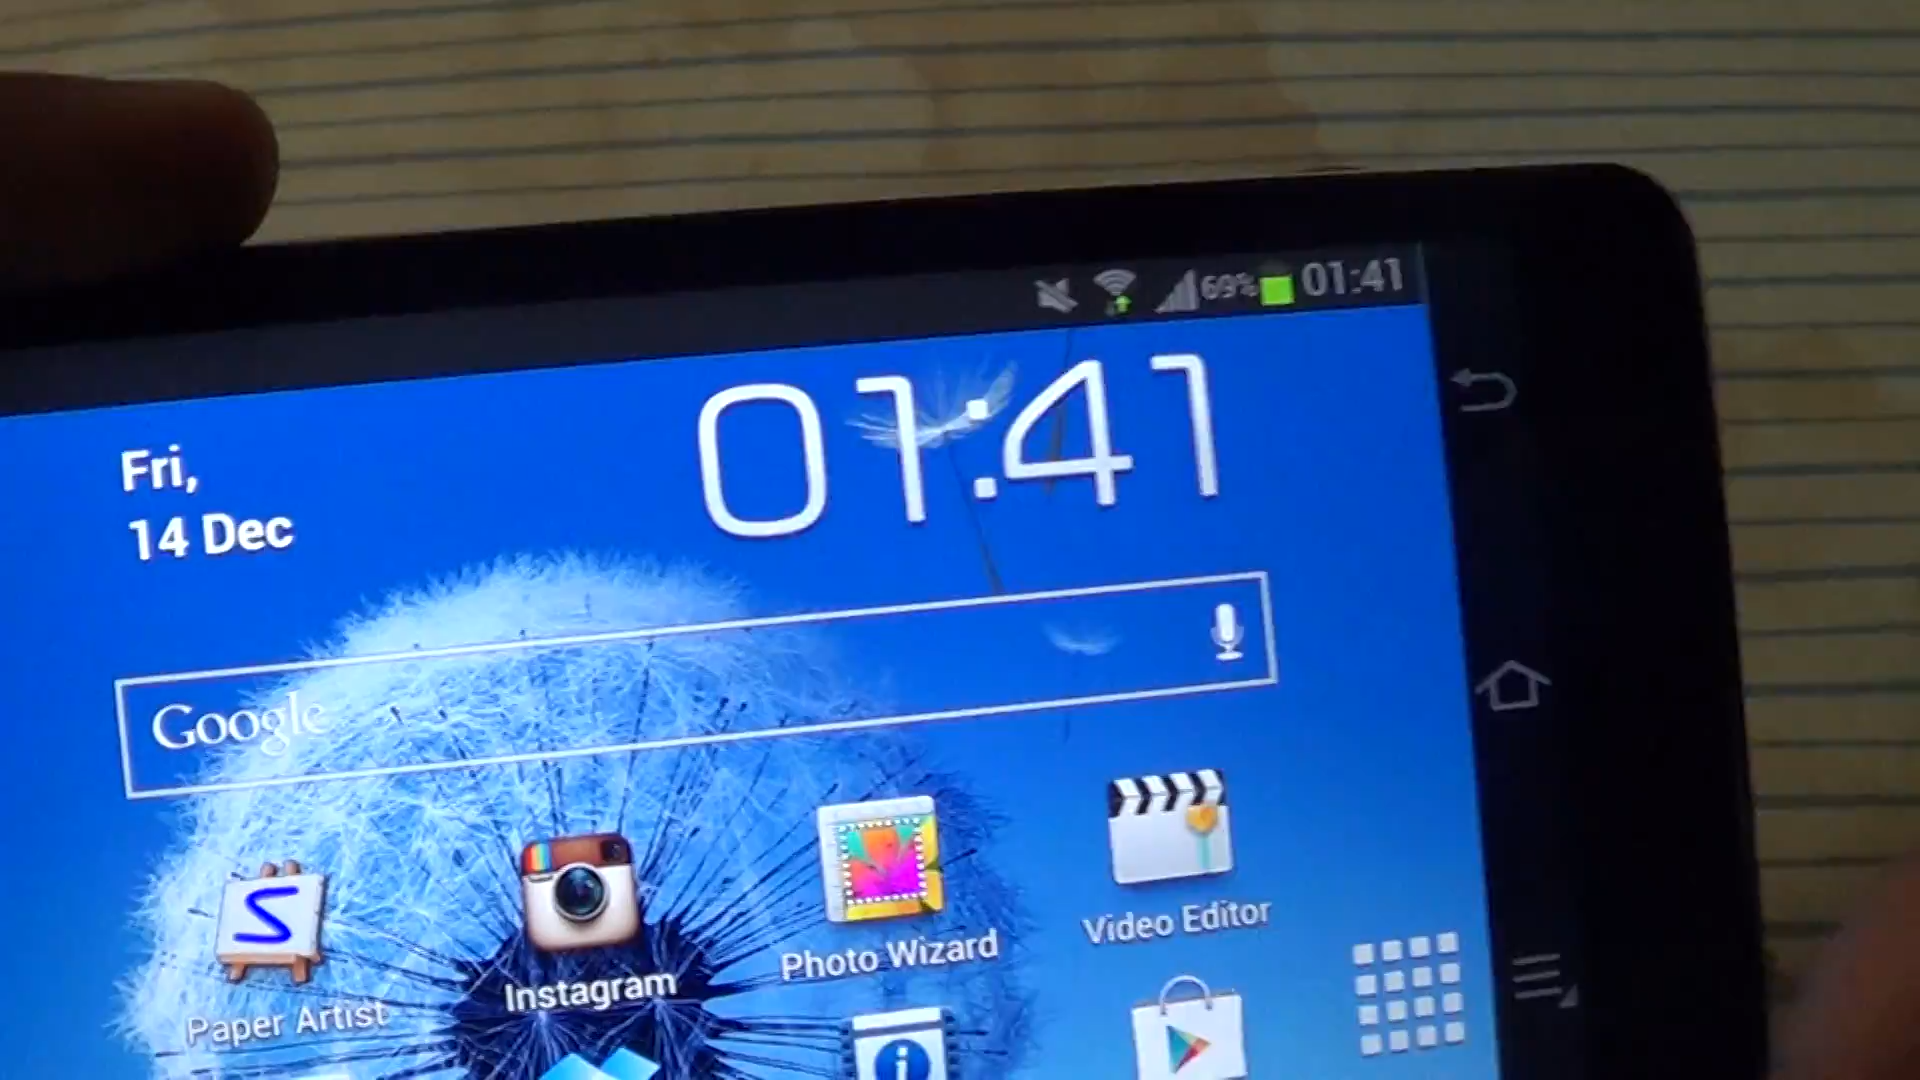 69% 01:41
01:41
Fri,
14 Dec
Google
Paper Artist
Instagram
Photo Wizard
Video Editor